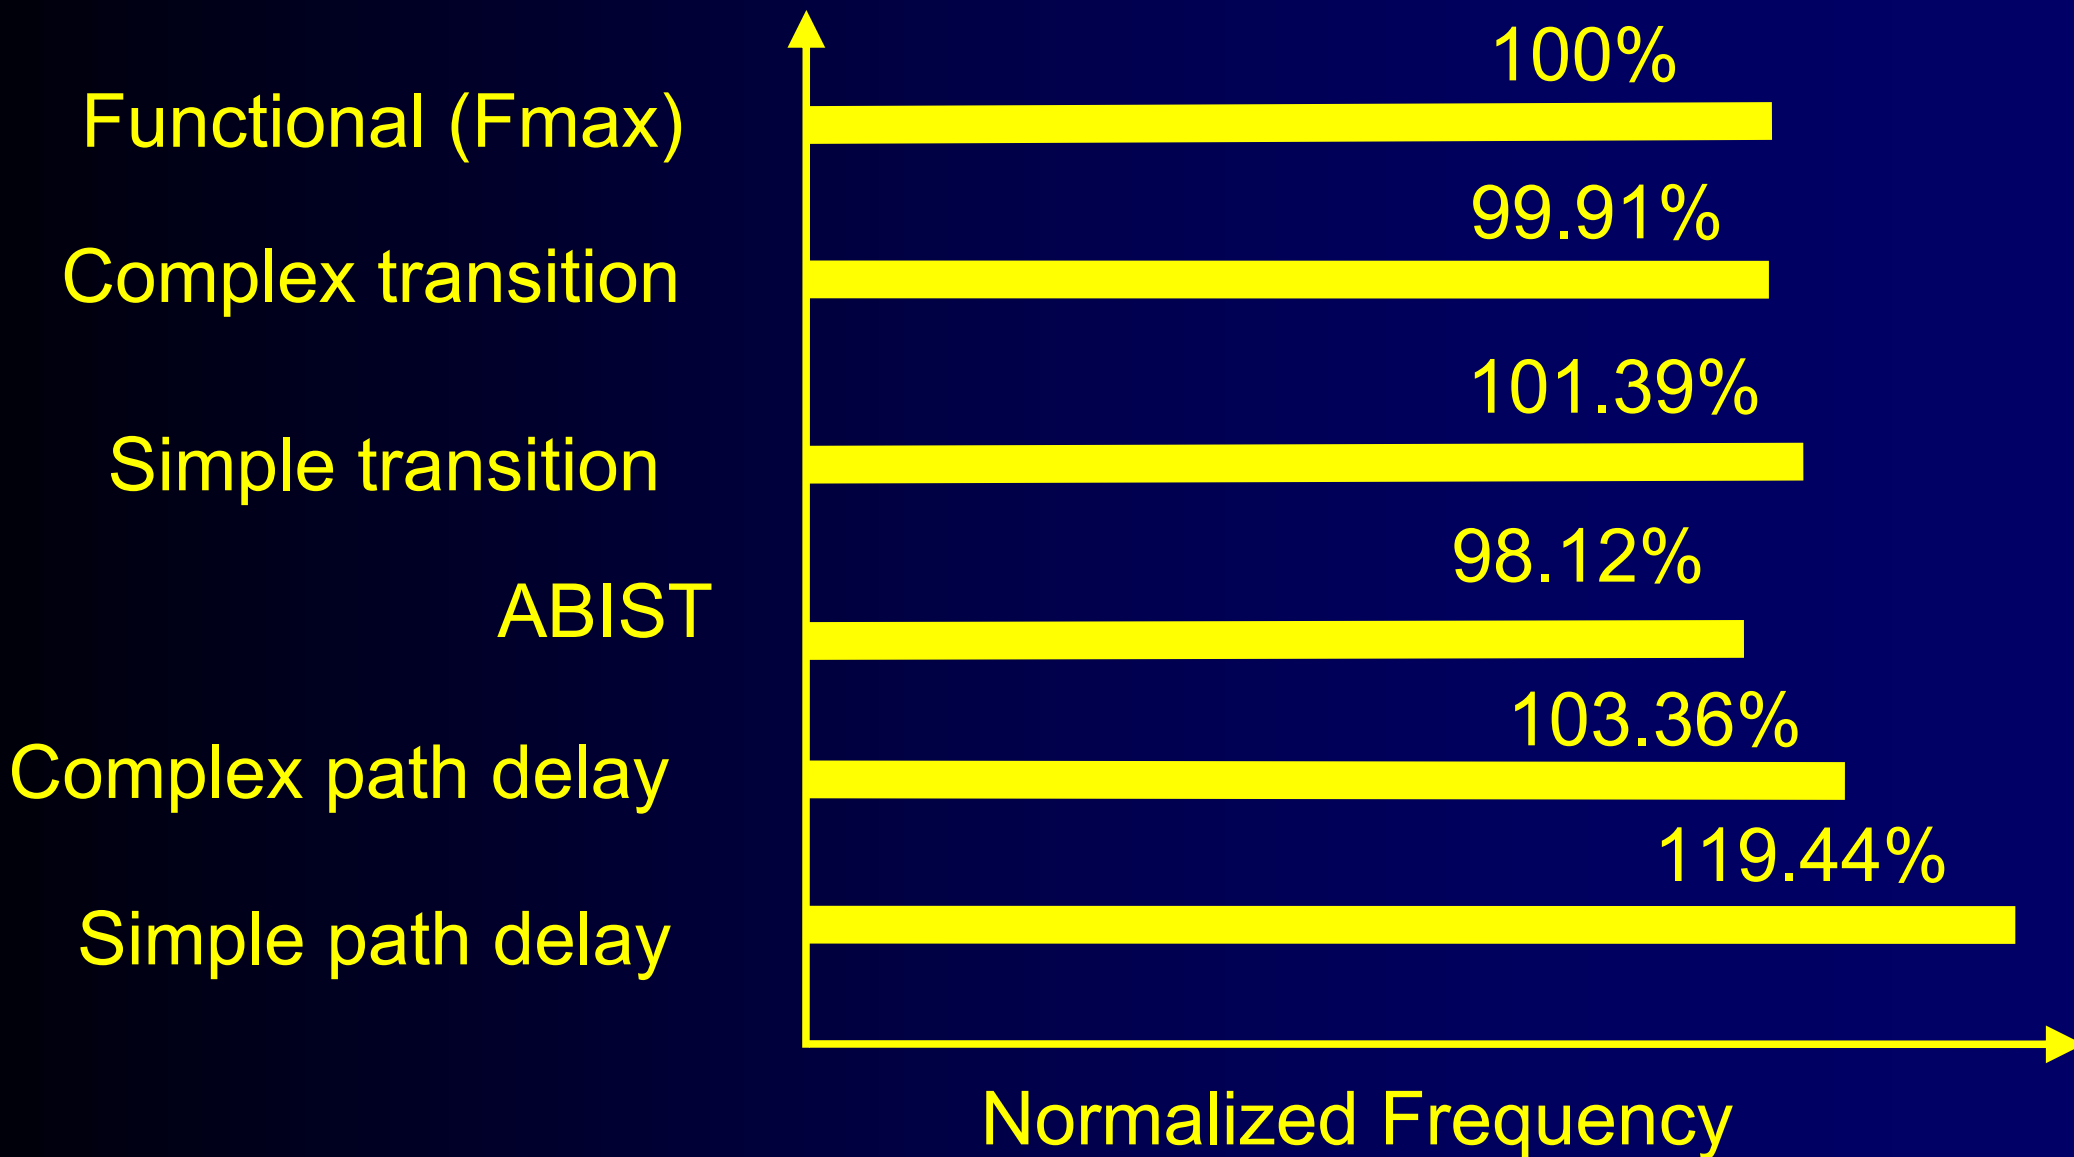 100%
Functional (Fmax)
99.91%
Complex transition
101.39%
Simple transition
98.12%
ABIST
103.36%
Complex path delay
119.44%
Simple path delay
Normalized Frequency